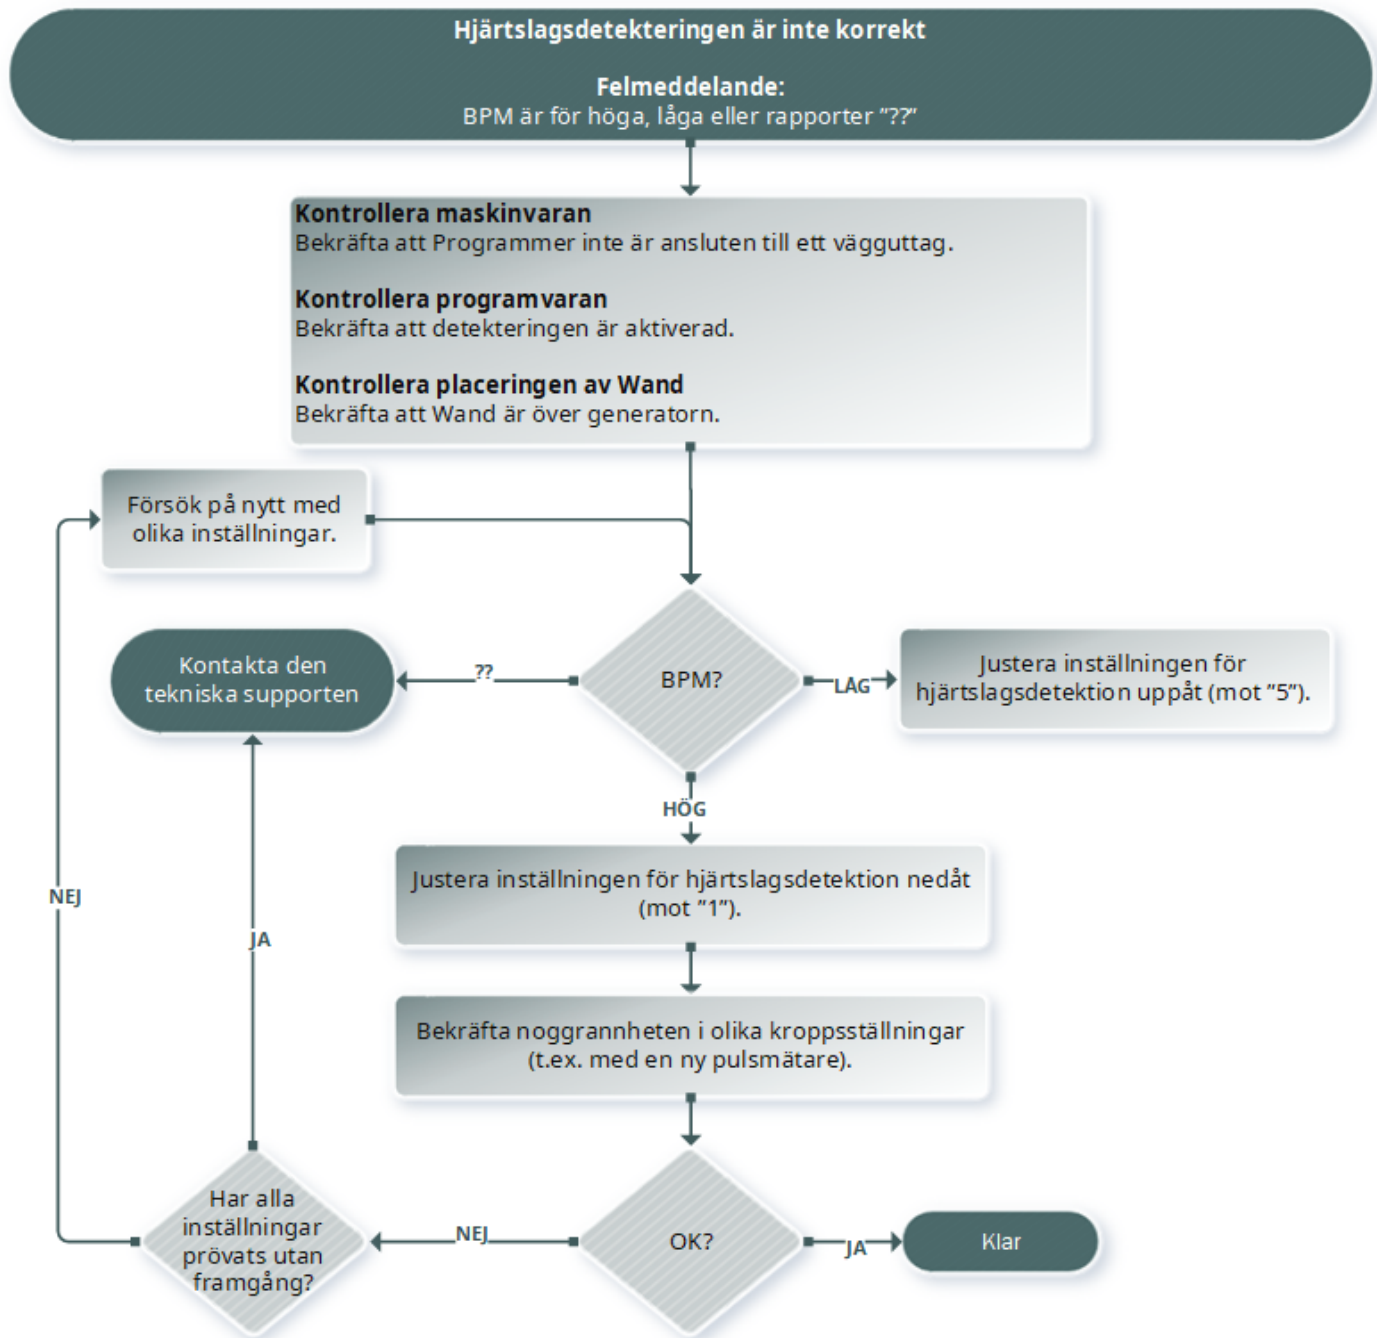 Hjärtslagsdetekteringen är inte korrekt
Felmeddelande:
BPM är för höga, låga eller rapporter ”??”
Kontrollera maskinvaran
Bekräfta att Programmer inte är ansluten till ett vägguttag.
Kontrollera programvaran
Bekräfta att detekteringen är aktiverad.
Kontrollera placeringen av Wand
Bekräfta att Wand är över generatorn.
Försök på nytt med
olika inställningar.
Kontakta den
tekniska supporten
??
BPM?
LÅG
Justera inställningen för
hjärtslagsdetektion uppåt (mot ”5”).
HÖG
Justera inställningen för hjärtslagsdetektion nedåt
(mot ”1”).
NEJ
JA
Bekräfta noggrannheten i olika kroppsställningar
(t.ex. med en ny pulsmätare).
Har alla
inställningar
prövats utan
framgång?
NEJ
OK?
JA
Klar